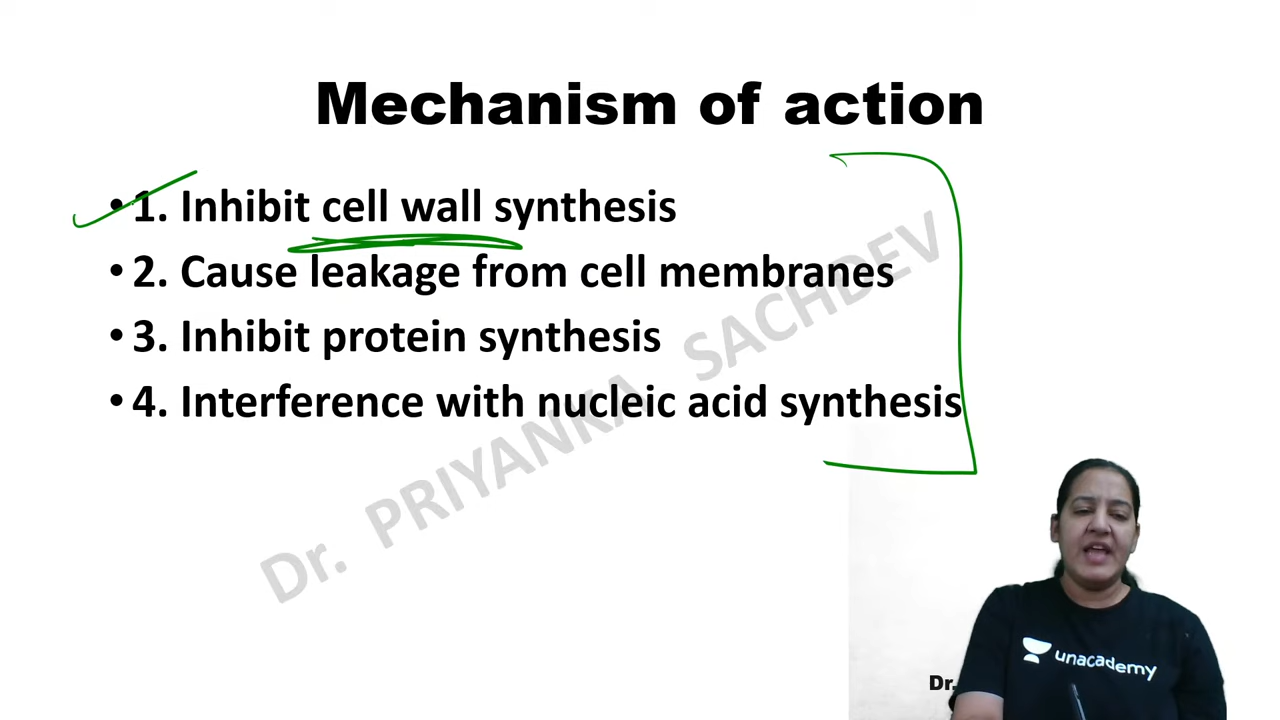 Mechanism of action
• 1. Inhibit cell wall synthesis
• 2. Cause leakage from cell membranes
• 3. Inhibit protein synthesis
• 4. Interference with nucleic acid synthesis
Dr. PRIYANKA SACHDEV
unacademy
Dr.